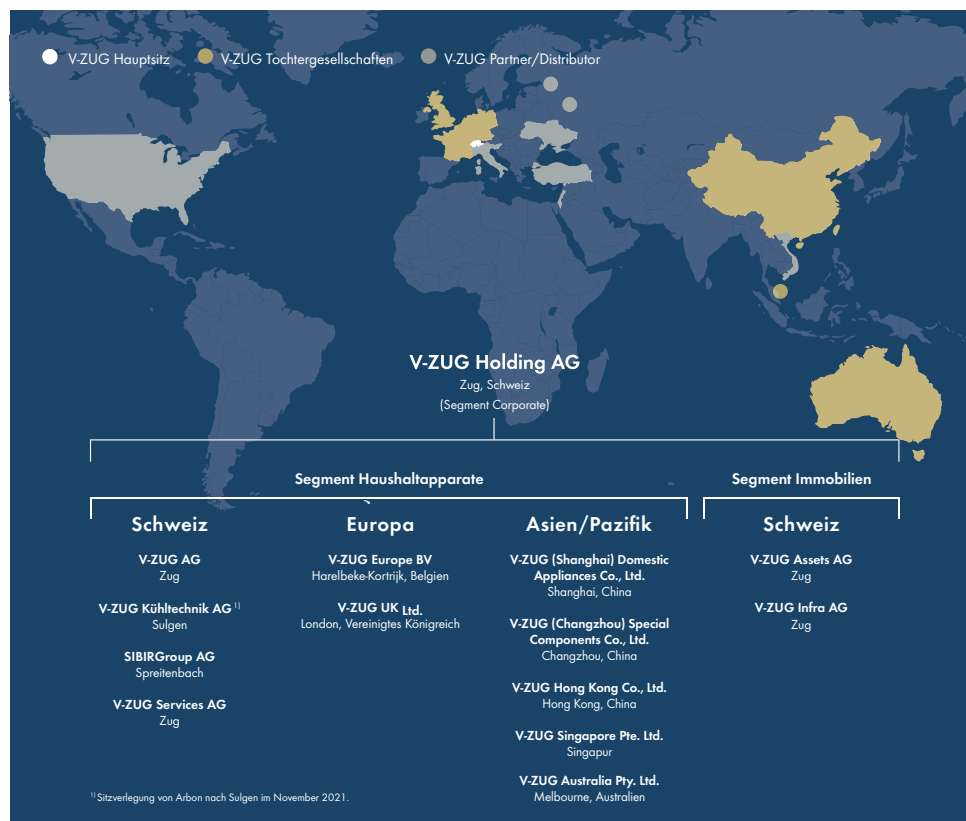 V-ZUG Hauptsitz
V-ZUG Tochtergesellschaften
V-ZUG Partner/Distributor
V-ZUG Holding AG
Zug, Schweiz
(Segment Corporate)
Segment Haushaltapparate
Segment Immobilien
Schweiz
V-ZUG AG
Zug
V-ZUG Kühltechnik AG 1)
Sulgen
SIBIRGroup AG
Spreitenbach
V-ZUG Services AG
Zug
Europa
V-ZUG Europe BV
Harelbeke-Kortrijk, Belgien
V-ZUG UK Ltd.
London, Vereinigtes Königreich
Asien/Pazifik
V-ZUG (Shanghai) Domestic
Appliances Co., Ltd.
Shanghai, China
V-ZUG (Changzhou) Special
Components Co., Ltd.
Changzhou, China
V-ZUG Hong Kong Co., Ltd.
Hong Kong, China
V-ZUG Singapore Pte. Ltd.
Singapur
V-ZUG Australia Pty. Ltd.
Melbourne, Australien
Schweiz
V-ZUG Assets AG
Zug
V-ZUG Infra AG
Zug
1) Sitzverlegung von Arbon nach Sulgen im November 2021.